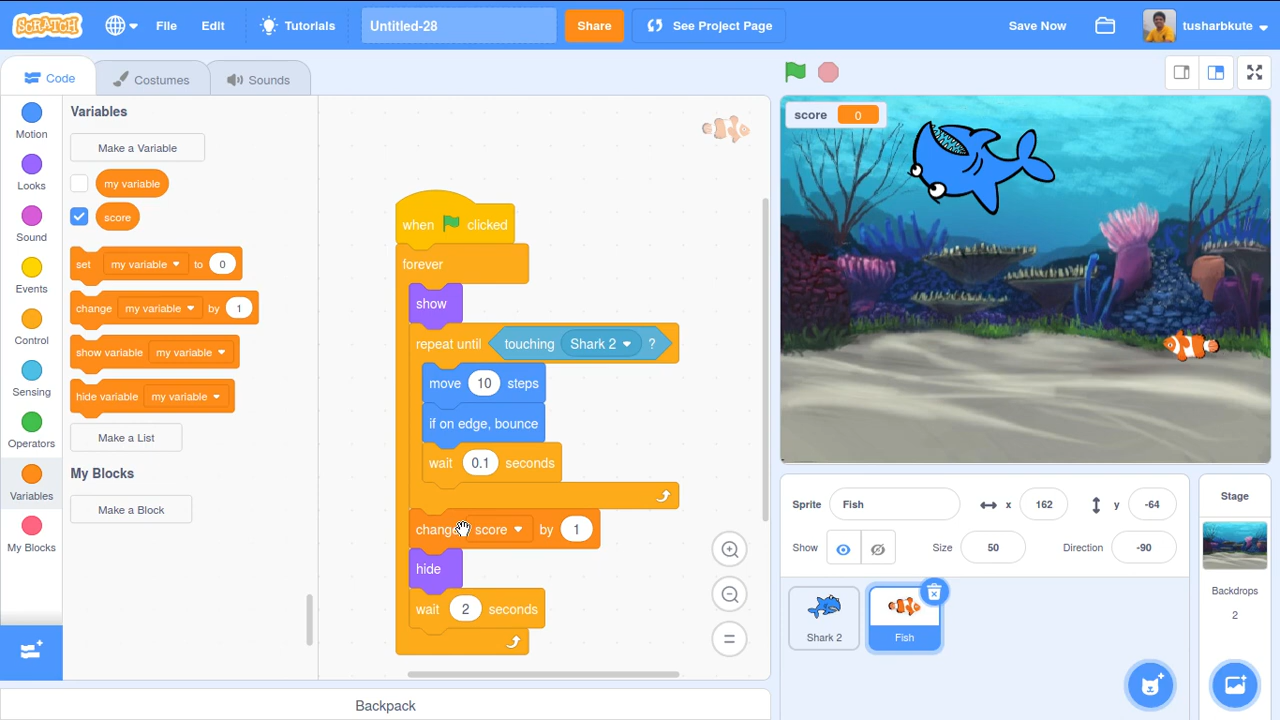 SCRATCH File Edit Tutorials Untitled-28 Share See Project Page Save Now tusharbkute
Code Costumes Sounds
Motion
Looks
Sound
Events
Control
Sensing
Operators
Variables
My Blocks
Variables
Make a Variable
my variable
score
set my variable to 0
change my variable by 1
show variable my variable
hide variable my variable
Make a List
My Blocks
Make a Block
when clicked
forever
show
repeat until touching Shark 2 ?
move 10 steps
if on edge, bounce
wait 0.1 seconds
change score by 1
hide
wait 2 seconds
Backpack
score 0
Sprite Fish x 162 y -64
Show Size 50 Direction -90
Shark 2
Fish
Stage
Backdrops
2